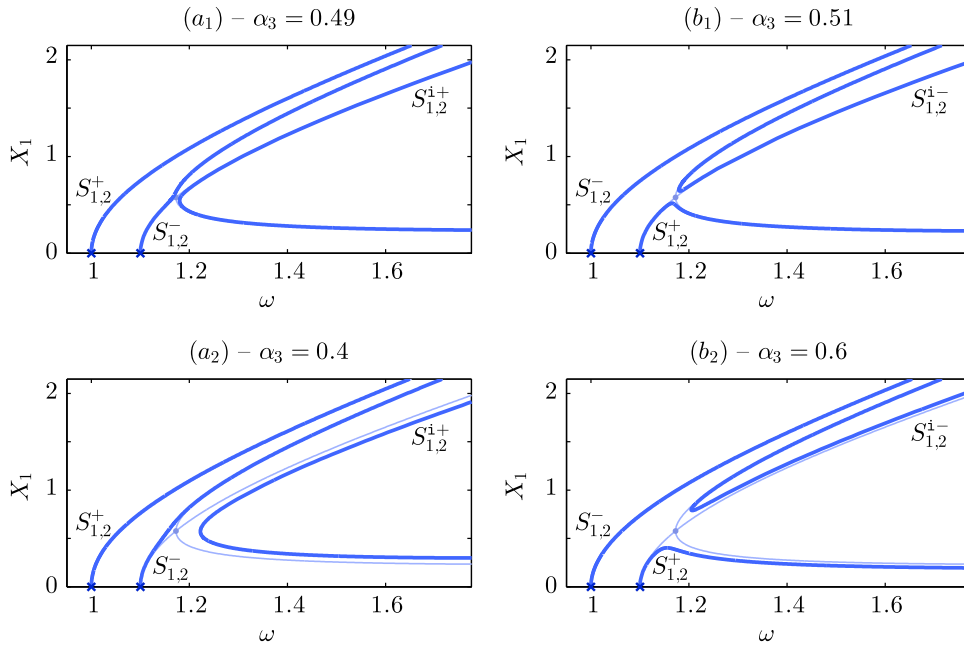 (a₁) – α₃ = 0.49
2
1
0
X₁
S⁺₁,₂
S⁻₁,₂
Sⁱ⁺₁,₂
1 1.2 1.4 1.6
ω
(b₁) – α₃ = 0.51
2
1
0
X₁
S⁻₁,₂
S⁺₁,₂
Sⁱ⁻₁,₂
1 1.2 1.4 1.6
ω
(a₂) – α₃ = 0.4
2
1
0
X₁
S⁺₁,₂
S⁻₁,₂
Sⁱ⁺₁,₂
1 1.2 1.4 1.6
ω
(b₂) – α₃ = 0.6
2
1
0
X₁
S⁻₁,₂
S⁺₁,₂
Sⁱ⁻₁,₂
1 1.2 1.4 1.6
ω